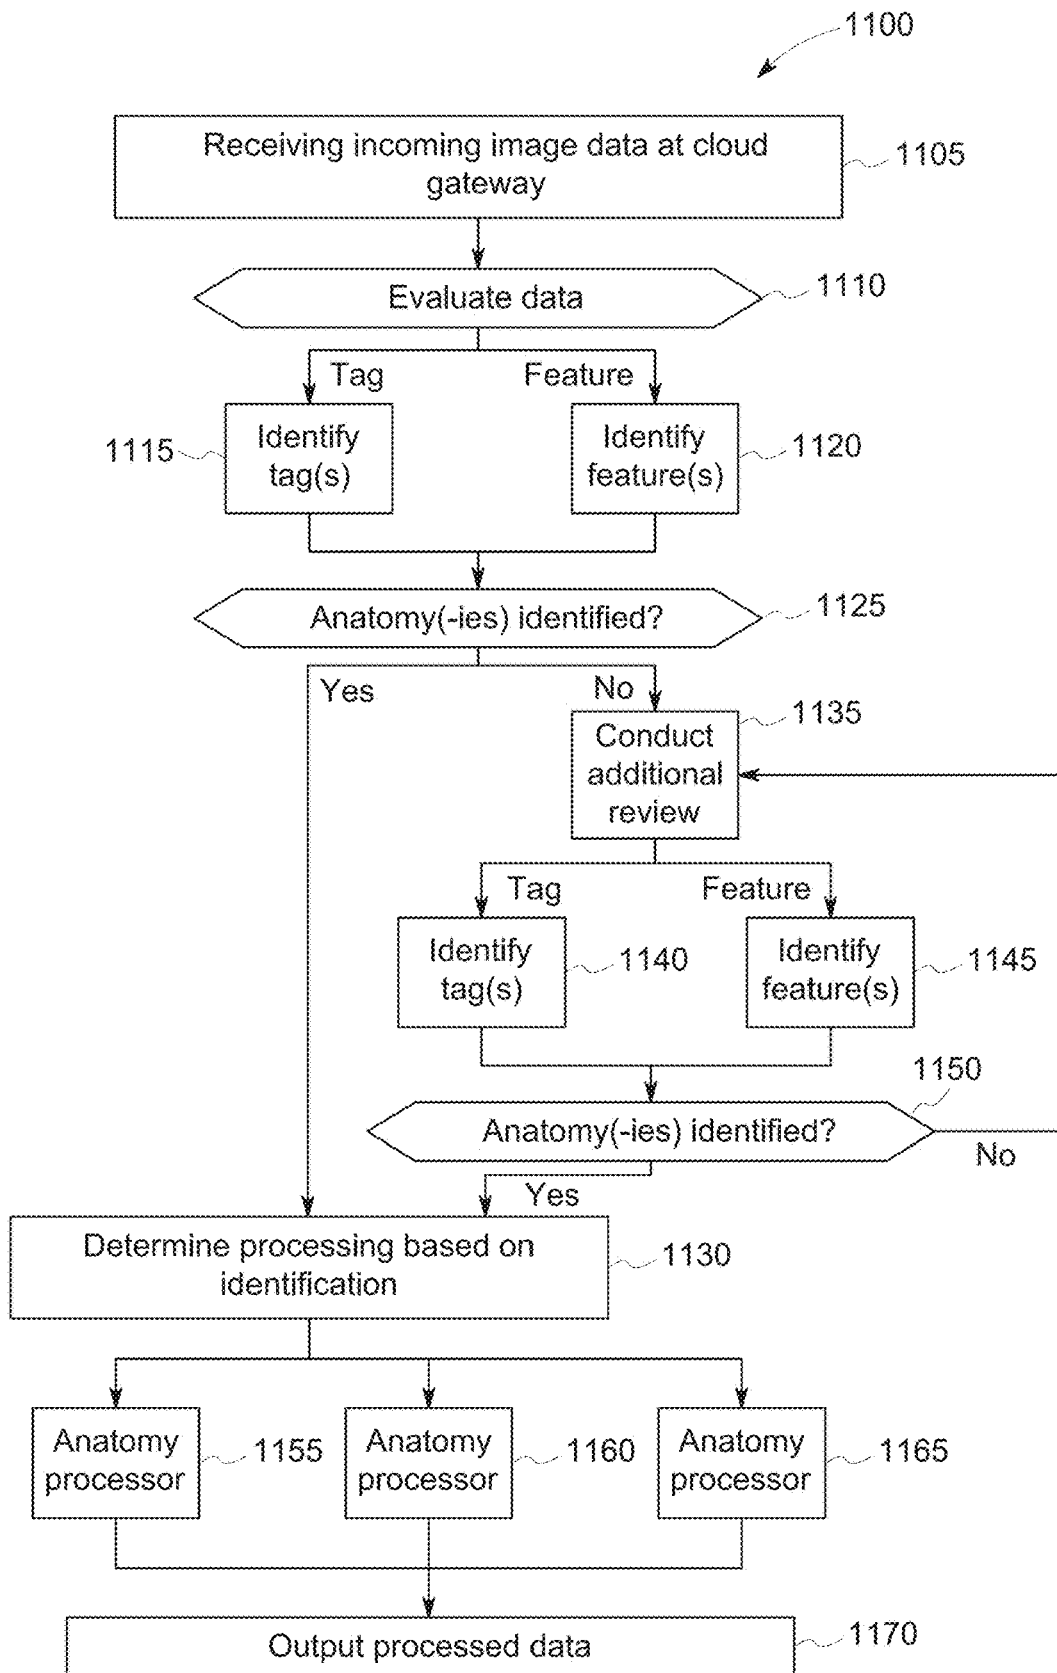 1100
Receiving incoming image data at cloud
gateway
1105
Evaluate data
1110
Tag
Feature
1115
Identify
tag(s)
Identify
feature(s)
1120
Anatomy(-ies) identified?
1125
Yes
No
1135
Conduct
additional
review
Tag
Feature
Identify
tag(s)
1140
Identify
feature(s)
1145
1150
Anatomy(-ies) identified?
No
Yes
Determine processing based on
identification
1130
Anatomy
processor
1155
Anatomy
processor
1160
Anatomy
processor
1165
Output processed data
1170